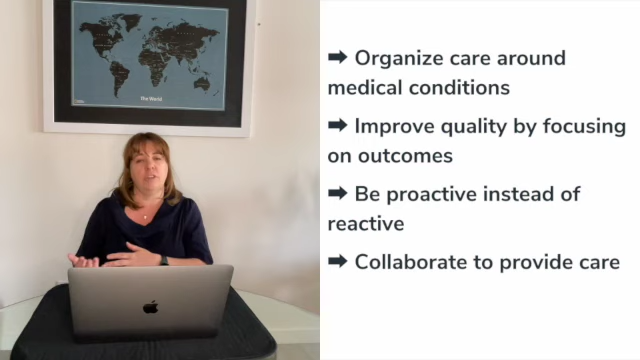 The World
➡ Organize care around
medical conditions
➡ Improve quality by focusing
on outcomes
➡ Be proactive instead of
reactive
➡ Collaborate to provide care